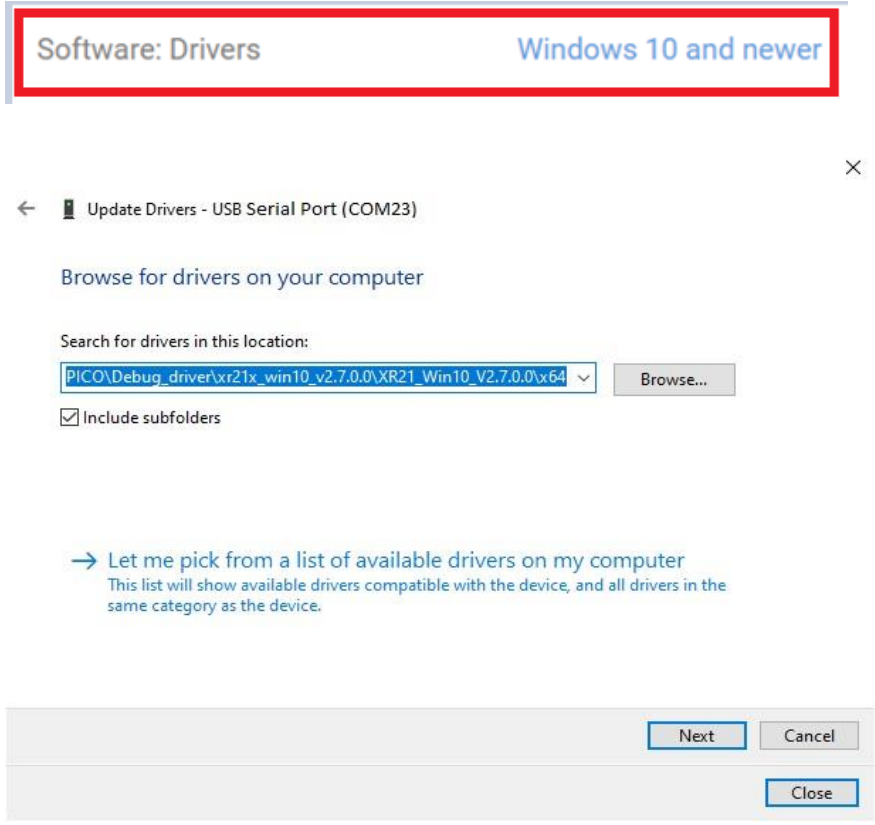 Software: Drivers Windows 10 and newer
Update Drivers - USB Serial Port (COM23)
Browse for drivers on your computer
Search for drivers in this location:
PICO\Debug_driver\xr21x_win10_v2.7.0.0\XR21_Win10_V2.7.0.0\x64
Browse...
Include subfolders
Let me pick from a list of available drivers on my computer
This list will show available drivers compatible with the device, and all drivers in the
same category as the device.
Next Cancel
Close